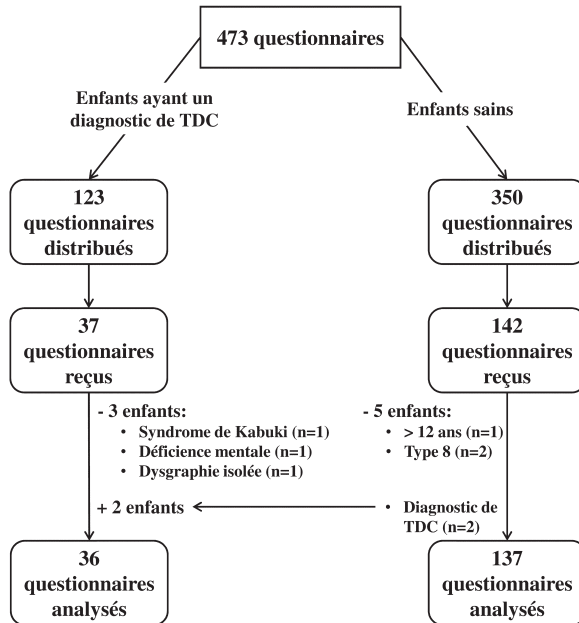 473 questionnaires
Enfants ayant un
diagnostic de TDC
Enfants sains
123
questionnaires
distribués
350
questionnaires
distribués
37
questionnaires
reçus
142
questionnaires
reçus
- 3 enfants:
• Syndrome de Kabuki (n=1)
• Déficience mentale (n=1)
• Dysgraphie isolée (n=1)
- 5 enfants:
• > 12 ans (n=1)
• Type 8 (n=2)
+ 2 enfants
• Diagnostic de
TDC (n=2)
36
questionnaires
analysés
137
questionnaires
analysés